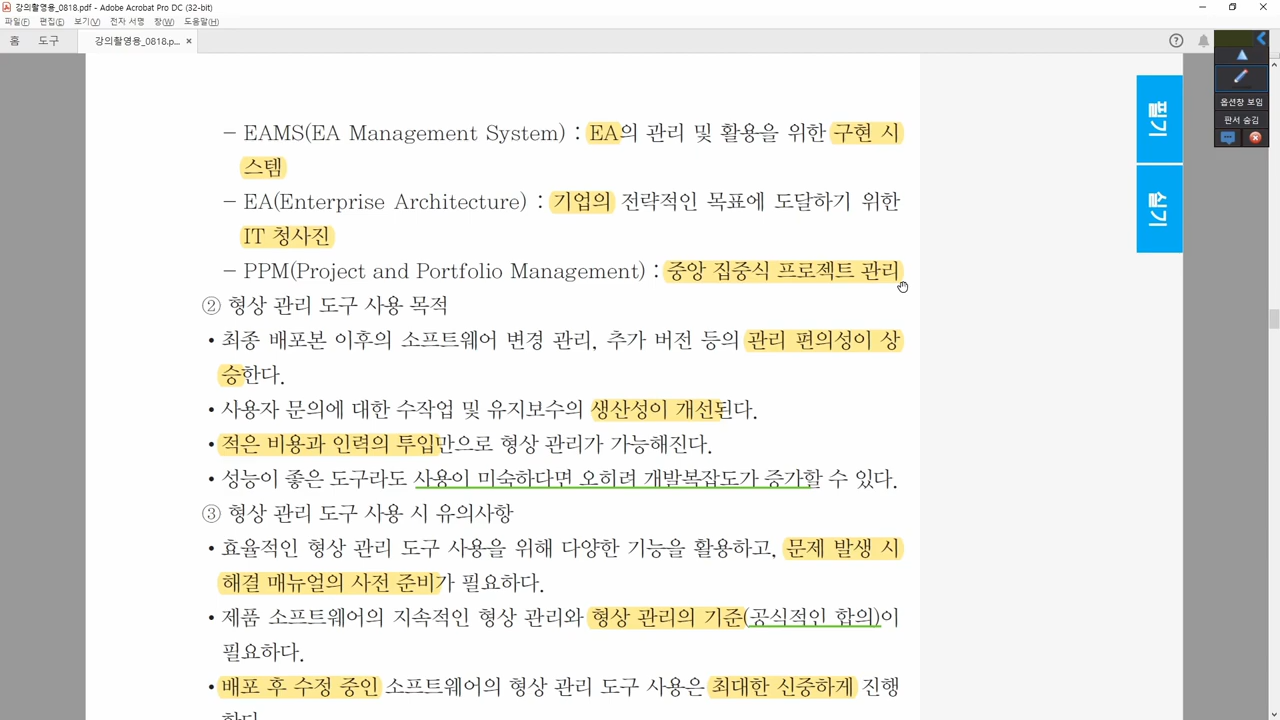 강의촬영용_0818.pdf - Adobe Acrobat Pro DC (32-bit)
파일(F) 편집(E) 보기(V) 전자 서명 창(W) 도움말(H)
홈 도구 강의촬영용_0818.p... ×
옵션창 보임
판서 숨김
필기
실기
– EAMS(EA Management System) : EA의 관리 및 활용을 위한 구현 시
스템
– EA(Enterprise Architecture) : 기업의 전략적인 목표에 도달하기 위한
IT 청사진
– PPM(Project and Portfolio Management) : 중앙 집중식 프로젝트 관리
② 형상 관리 도구 사용 목적
• 최종 배포본 이후의 소프트웨어 변경 관리, 추가 버전 등의 관리 편의성이 상
승한다.
• 사용자 문의에 대한 수작업 및 유지보수의 생산성이 개선된다.
• 적은 비용과 인력의 투입만으로 형상 관리가 가능해진다.
• 성능이 좋은 도구라도 사용이 미숙하다면 오히려 개발복잡도가 증가할 수 있다.
③ 형상 관리 도구 사용 시 유의사항
• 효율적인 형상 관리 도구 사용을 위해 다양한 기능을 활용하고, 문제 발생 시
해결 매뉴얼의 사전 준비가 필요하다.
• 제품 소프트웨어의 지속적인 형상 관리와 형상 관리의 기준(공식적인 합의)이
필요하다.
• 배포 후 수정 중인 소프트웨어의 형상 관리 도구 사용은 최대한 신중하게 진행